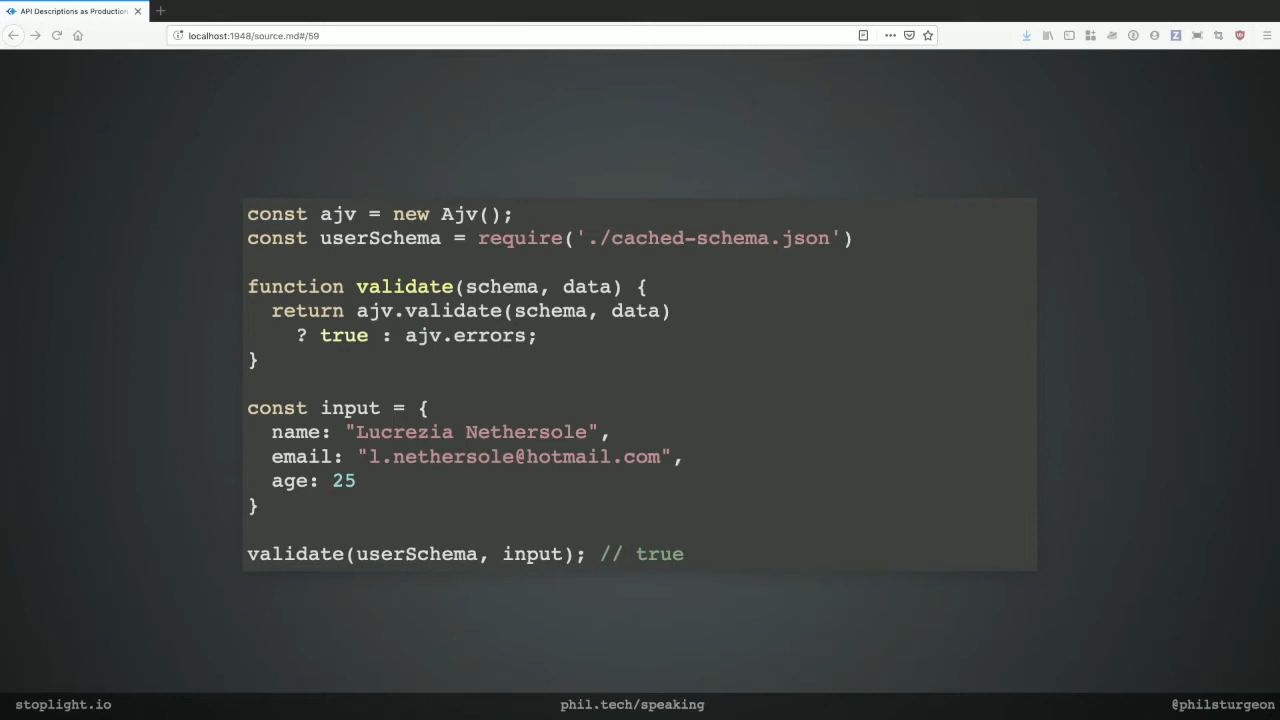 API Descriptions as Production
localhost:1948/source.md#/59
const ajv = new Ajv();
const userSchema = require('./cached-schema.json')
function validate(schema, data) {
return ajv.validate(schema, data)
? true : ajv.errors;
}
const input = {
name: "Lucrezia Nethersole",
email: "l.nethersole@hotmail.com",
age: 25
}
validate(userSchema, input); // true
stoplight.io
phil.tech/speaking
@philsturgeon